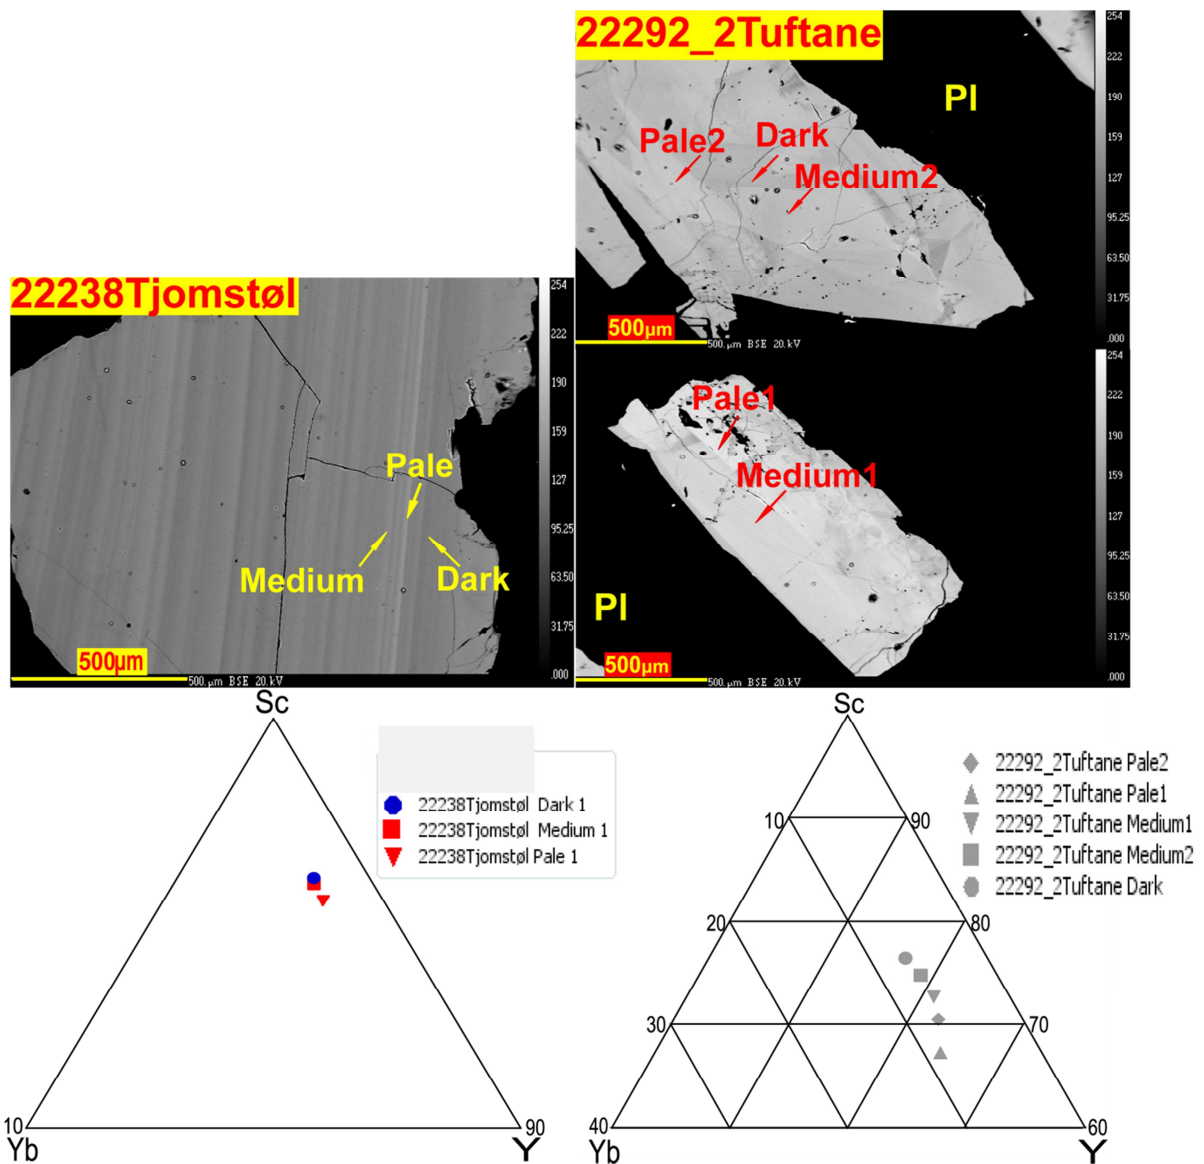 22292_2Tuftane
Pl
Pale2
Dark
Medium2
500µm
500.µm BSE 20.kV
254
222
190
159
127
95.25
63.50
31.75
.000
22238Tjomstøl
Pale
Medium
Dark
500µm
500.µm BSE 20.kV
254
222
190
159
127
95.25
63.50
31.75
.000
Pale1
Medium1
Pl
500µm
500.µm BSE 20.kV
254
222
190
159
127
95.25
63.50
31.75
.000
Sc
22238Tjomstøl Dark 1
22238Tjomstøl Medium 1
22238Tjomstøl Pale 1
10
90
Yb
Y
Sc
22292_2Tuftane Pale2
22292_2Tuftane Pale1
22292_2Tuftane Medium1
22292_2Tuftane Medium2
22292_2Tuftane Dark
10
90
20
80
30
70
40
60
Yb
Y